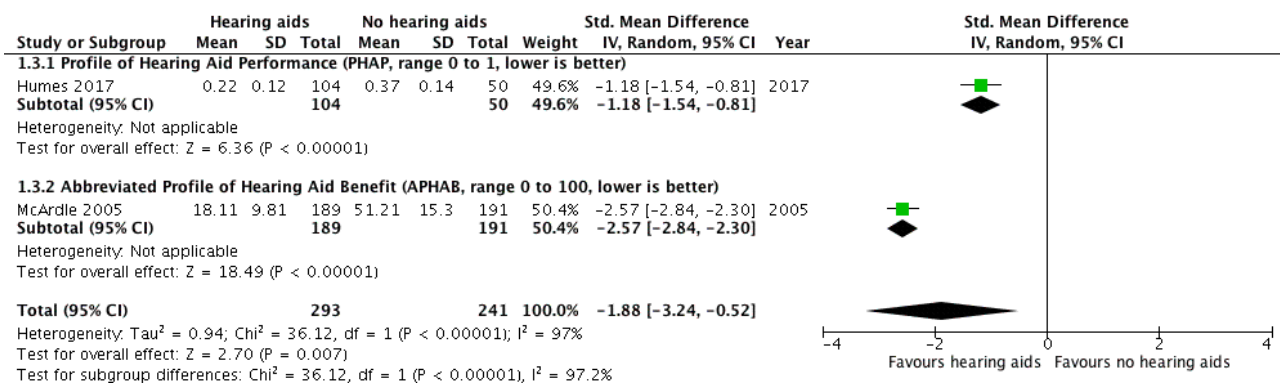 Hearing aids No hearing aids Std. Mean Difference Std. Mean Difference
Study or Subgroup Mean SD Total Mean SD Total Weight IV, Random, 95% CI Year IV, Random, 95% CI
1.3.1 Profile of Hearing Aid Performance (PHAP, range 0 to 1, lower is better)
Humes 2017 0.22 0.12 104 0.37 0.14 50 49.6% −1.18 [−1.54, −0.81] 2017
Subtotal (95% CI) 104 50 49.6% −1.18 [−1.54, −0.81]
Heterogeneity: Not applicable
Test for overall effect: Z = 6.36 (P < 0.00001)
1.3.2 Abbreviated Profile of Hearing Aid Benefit (APHAB, range 0 to 100, lower is better)
McArdle 2005 18.11 9.81 189 51.21 15.3 191 50.4% −2.57 [−2.84, −2.30] 2005
Subtotal (95% CI) 189 191 50.4% −2.57 [−2.84, −2.30]
Heterogeneity: Not applicable
Test for overall effect: Z = 18.49 (P < 0.00001)
Total (95% CI) 293 241 100.0% −1.88 [−3.24, −0.52]
Heterogeneity: Tau² = 0.94; Chi² = 36.12, df = 1 (P < 0.00001); I² = 97%
Test for overall effect: Z = 2.70 (P = 0.007)
Test for subgroup differences: Chi² = 36.12, df = 1 (P < 0.00001), I² = 97.2%
−4 −2 0 2 4
Favours hearing aids Favours no hearing aids